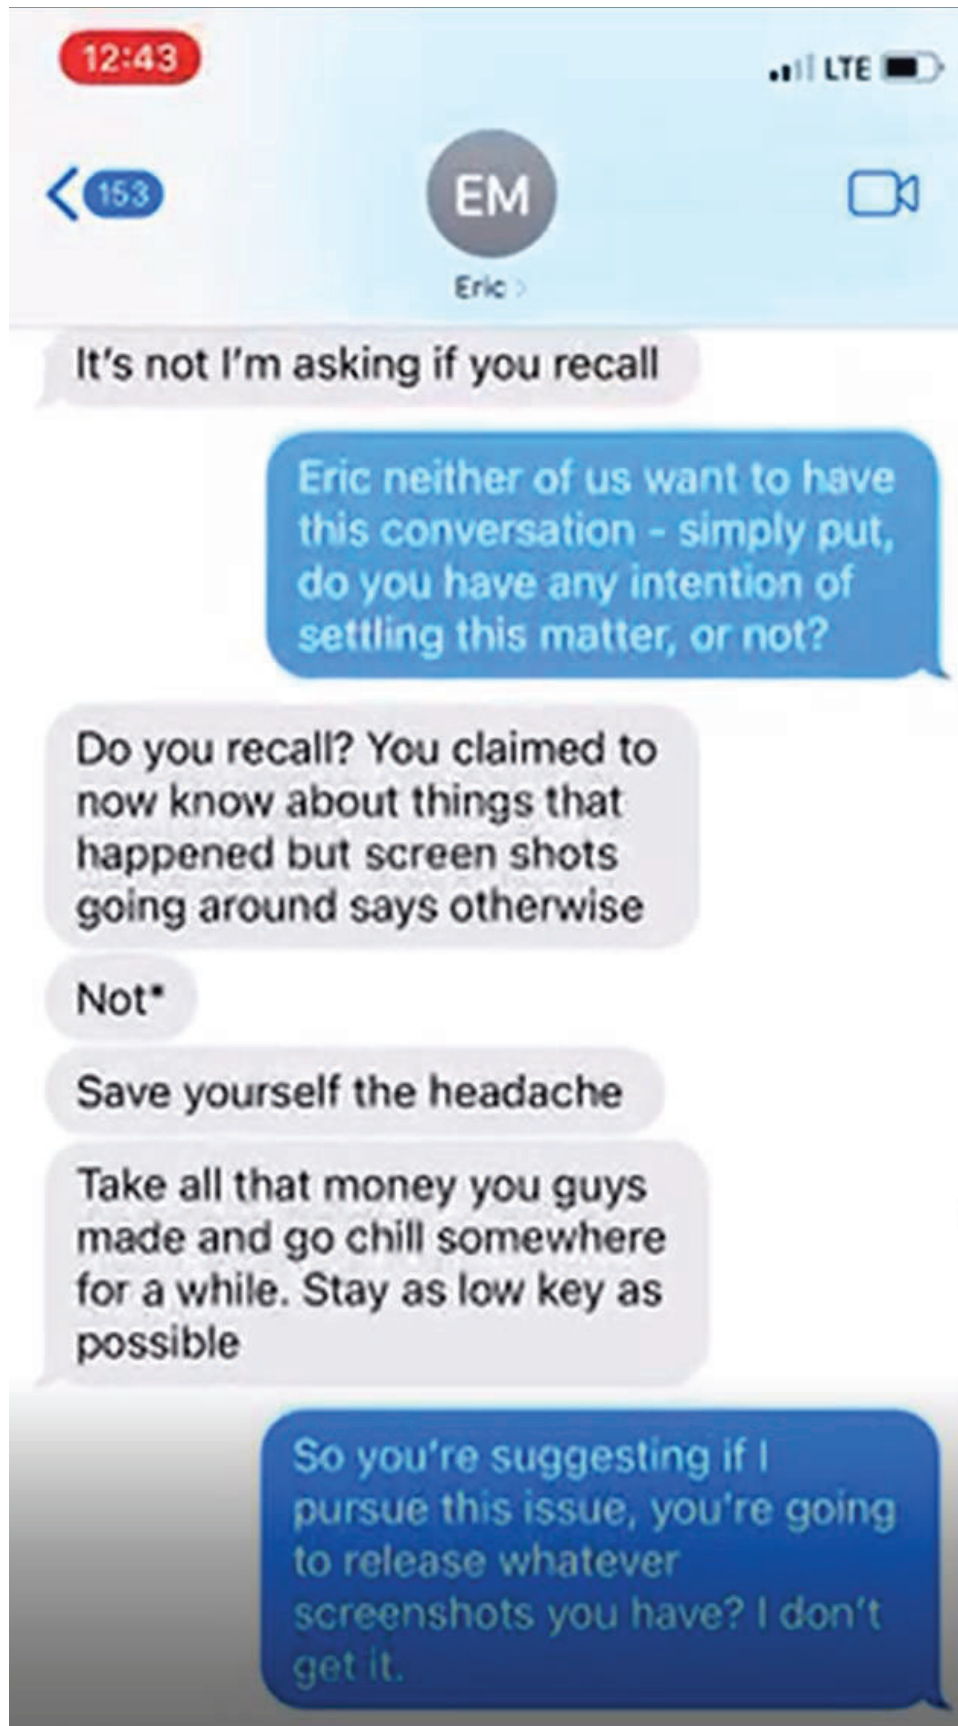 12:43
LTE
153
EM
Eric
It's not I'm asking if you recall
Eric neither of us want to have
this conversation - simply put,
do you have any intention of
settling this matter, or not?
Do you recall? You claimed to
now know about things that
happened but screen shots
going around says otherwise
Not*
Save yourself the headache
Take all that money you guys
made and go chill somewhere
for a while. Stay as low key as
possible
So you're suggesting if I
pursue this issue, you're going
to release whatever
screenshots you have? I don't
get it.